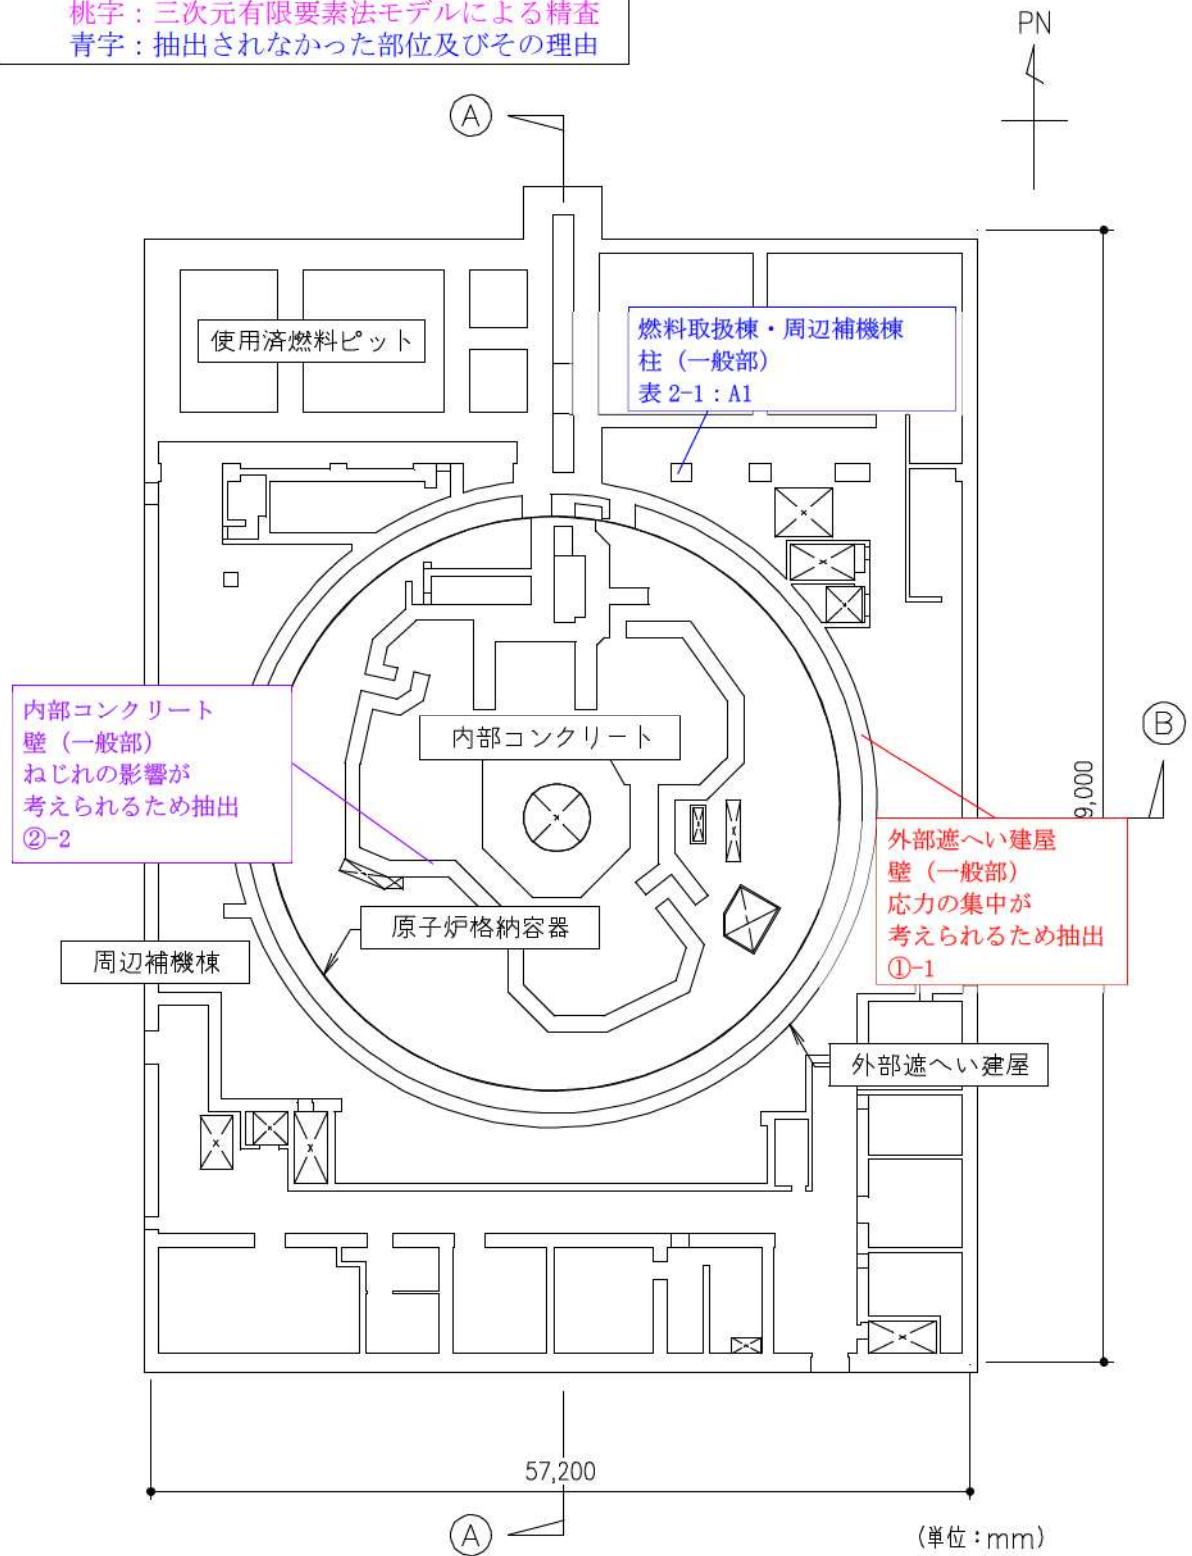 桃字：三次元有限要素法モデルによる精査
青字：抽出されなかった部位及びその理由
PN
A
使用済燃料ピット
燃料取扱棟・周辺補機棟
柱（一般部）
表 2-1：A1
内部コンクリート
壁（一般部）
ねじれの影響が
考えられるため抽出
②-2
内部コンクリート
B
9,000
外部遮へい建屋
壁（一般部）
応力の集中が
考えられるため抽出
①-1
原子炉格納容器
周辺補機棟
外部遮へい建屋
57,200
A
（単位：mm）